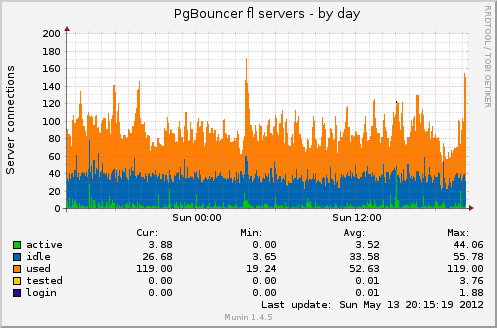 PgBouncer fl servers - by day
RRDTOOL / TOBI OETIKER
Server connections
200
180
160
140
120
100
80
60
40
20
0
Sun 00:00 Sun 12:00
Cur: Min: Avg: Max:
active 3.88 0.00 3.52 44.06
idle 26.68 3.65 33.58 55.78
used 119.00 19.24 52.63 119.00
tested 0.00 0.00 0.01 3.76
login 0.00 0.00 0.01 1.88
Last update: Sun May 13 20:15:19 2012
Munin 1.4.5